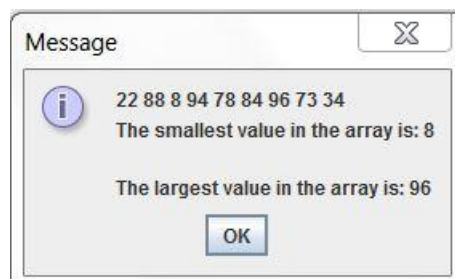 Message
22 88 8 94 78 84 96 73 34
The smallest value in the array is: 8
The largest value in the array is: 96
OK